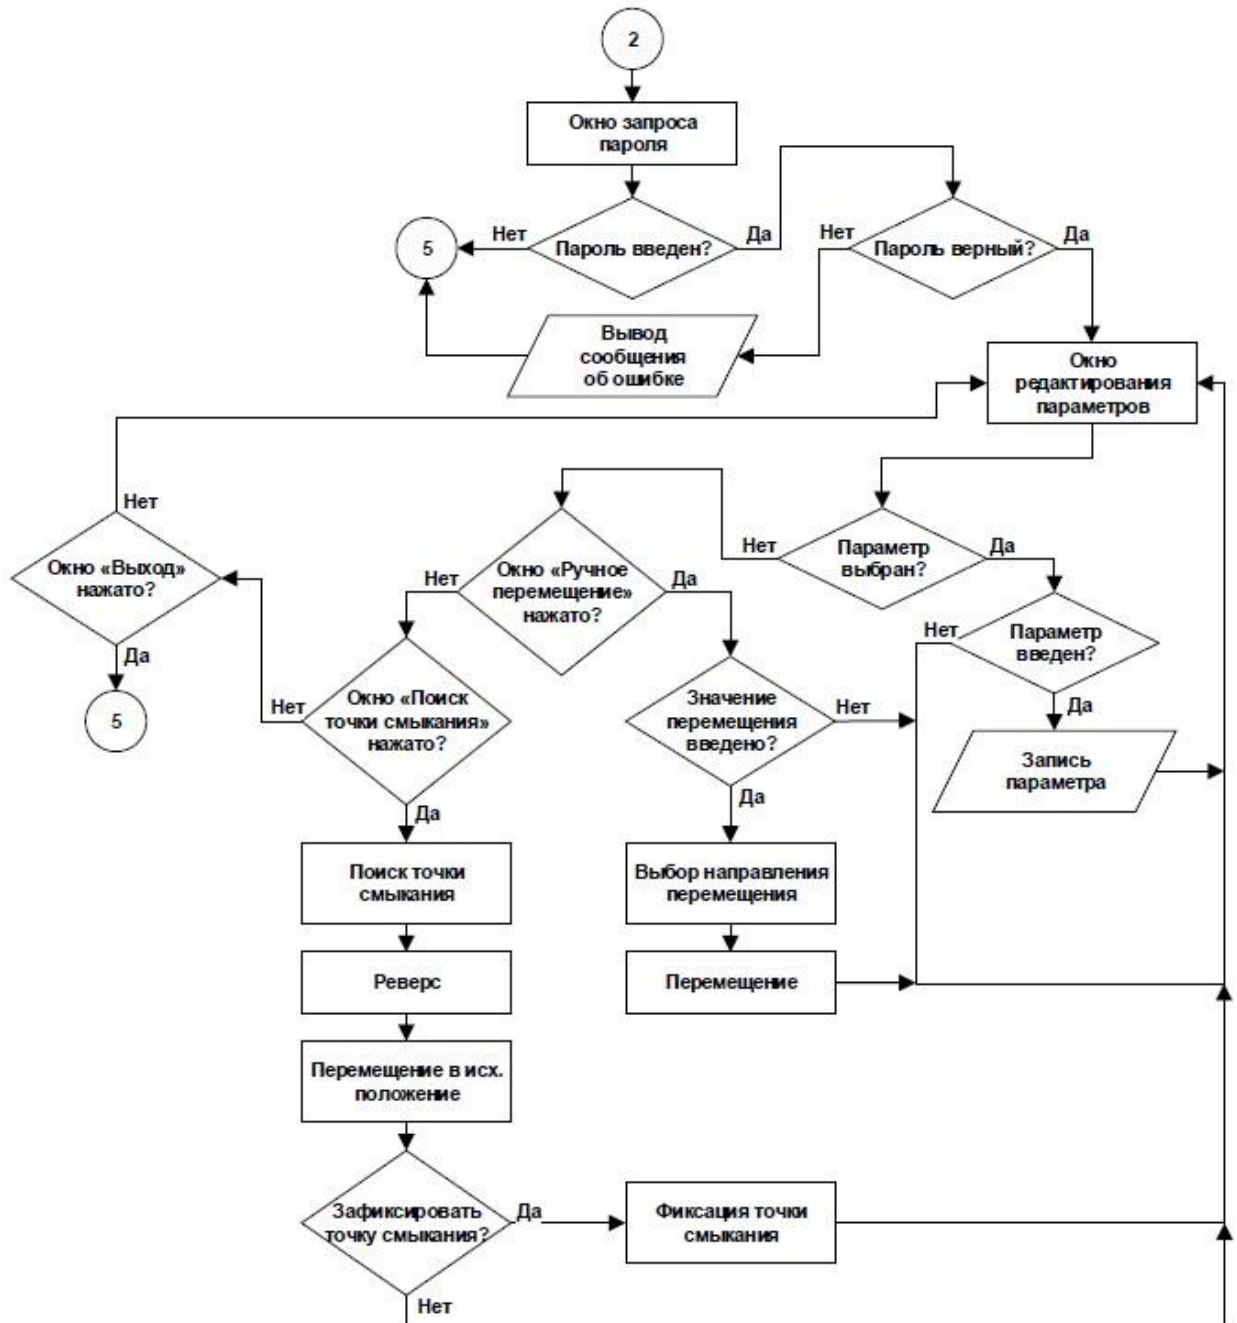 2
Окно запроса
пароля
Нет
Да
Нет
Да
5
Пароль введен?
Пароль верный?
Вывод
сообщения
об ошибке
Окно
редактирования
параметров
Нет
Окно «Выход»
нажато?
Да
5
Нет
Окно «Ручное
перемещение»
нажато?
Да
Нет
Параметр
выбран?
Да
Нет
Параметр
введен?
Да
Запись
параметра
Нет
Окно «Поиск
точки смыкания»
нажато?
Да
Значение
перемещения
введено?
Нет
Да
Поиск точки
смыкания
Выбор направления
перемещения
Реверс
Перемещение
Перемещение в исх.
положение
Зафиксировать
точку смыкания?
Да
Фиксация точки
смыкания
Нет